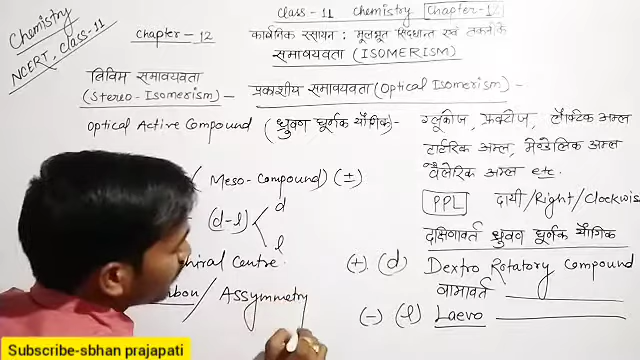 Chemistry
NCERT, Class-11
Class-11 Chemistry Chapter-12
Chapter-12
कार्बनिक रसायन : मूलभूत सिद्धान्त एवं तकनीकें
समावयवता (ISOMERISM)
त्रिविम समावयवता
(Stereo-Isomerism)-
प्रकाशीय समावयवता (Optical Isomerism)-
Optical Active Compound (ध्रुवण घूर्णक यौगिक)-
ग्लूकोज, फ्रक्टोज, लैक्टिक अम्ल
टार्टरिक अम्ल, मेण्डेलिक अम्ल
वैलेरिक अम्ल etc.
Meso-Compound) (±)
(d-l) d
l
Centre.
/ Assymmetry
PPL दायी/Right/Clockwis
दक्षिणावर्त ध्रुवण घूर्णक यौगिक
(+) (d) Dextro Rotatory Compound
वामावर्त
(-) (l) Laevo
Subscribe-sbhan prajapati